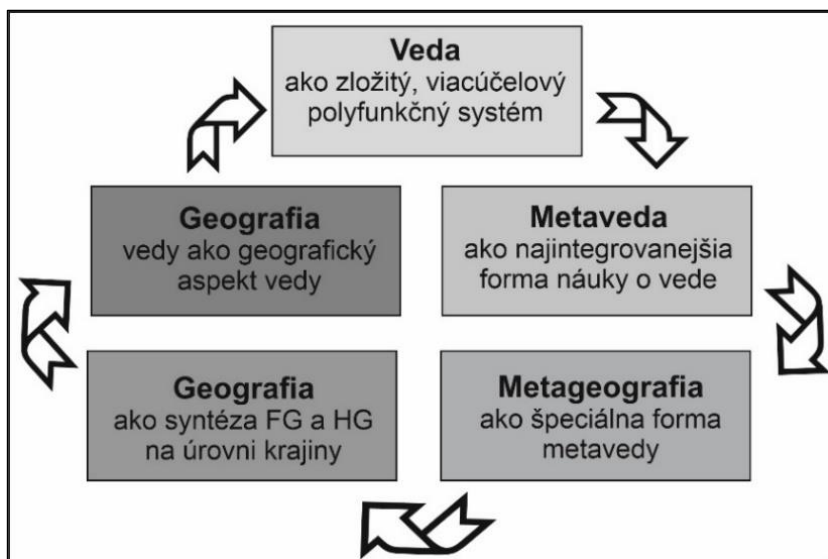 Veda
ako zložitý, viacúčelový
polyfunkčný systém
Geografia
vedy ako geografický
aspekt vedy
Metaveda
ako najintegrovanejšia
forma náuky o vede
Geografia
ako syntéza FG a HG
na úrovni krajiny
Metageografia
ako špeciálna forma
metavedy